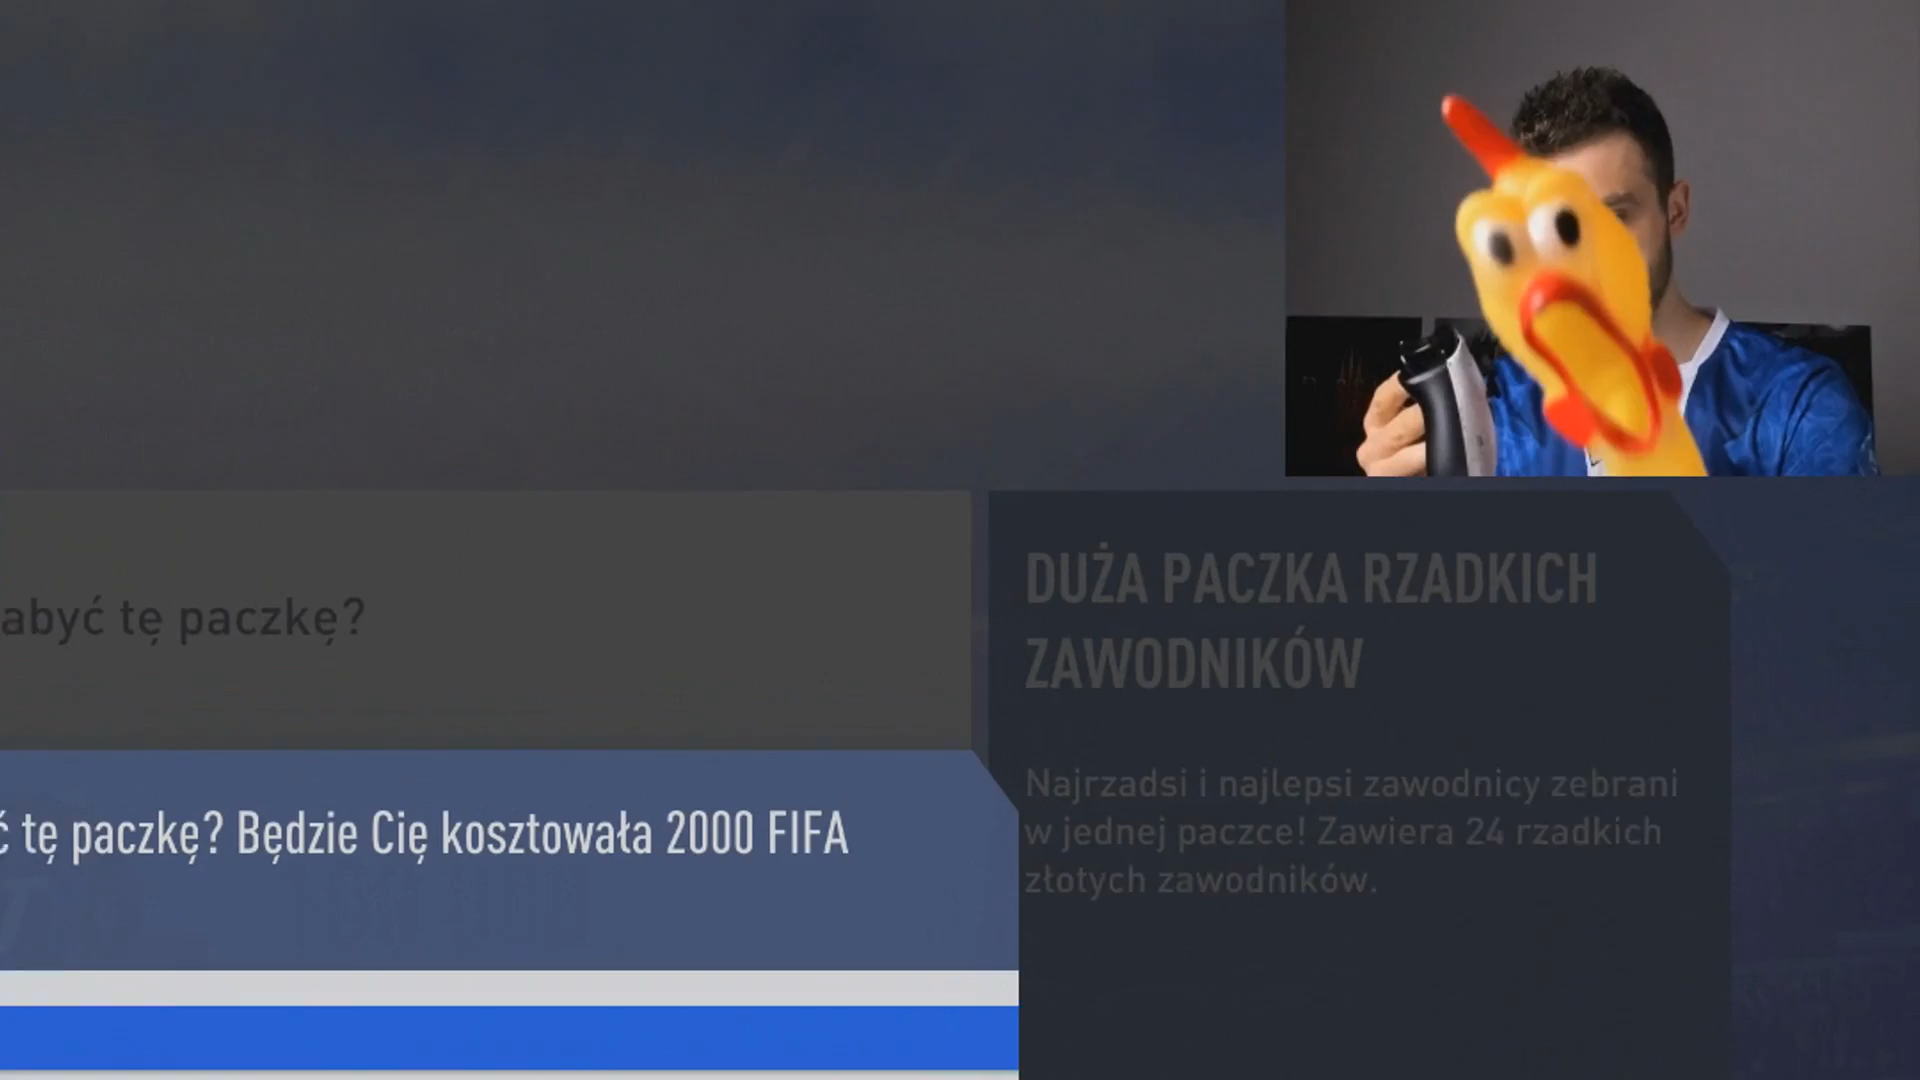 abyć tę paczkę?
ć tę paczkę? Będzie Cię kosztowała 2000 FIFA
DUŻA PACZKA RZADKICH
ZAWODNIKÓW
Najrzadsi i najlepsi zawodnicy zebrani
w jednej paczce! Zawiera 24 rzadkich
złotych zawodników.